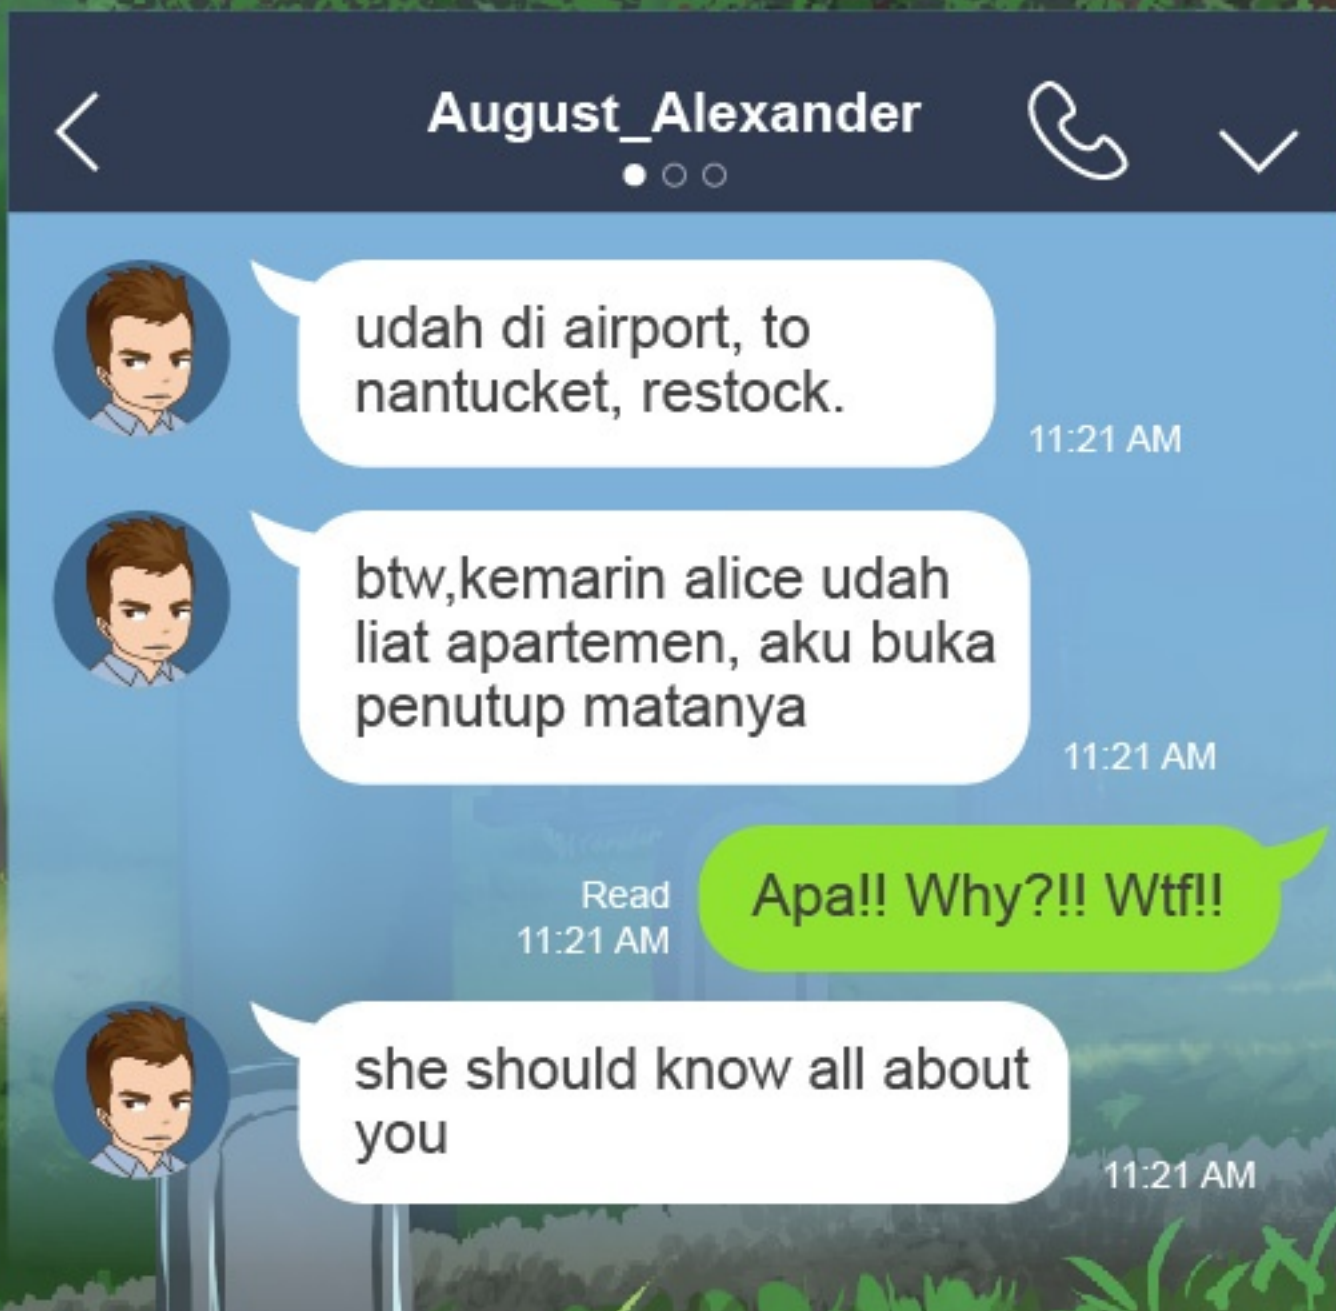 August_Alexander
udah di airport, to
nantucket, restock.
11:21 AM
btw,kemarin alice udah
liat apartemen, aku buka
penutup matanya
11:21 AM
Apa!! Why?!! Wtf!!
Read
11:21 AM
she should know all about
you
11:21 AM